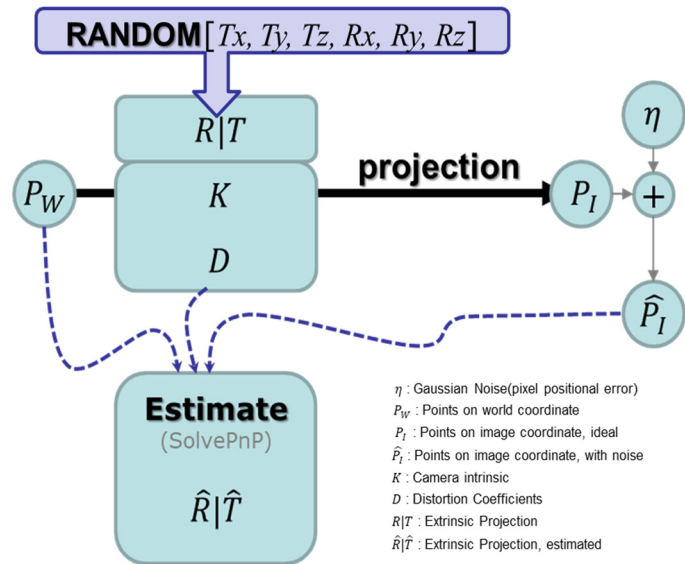 RANDOM[Tx, Ty, Tz, Rx, Ry, Rz]
R|T
η
projection
P_W
K
P_I
+
D
P̂_I
Estimate
(SolvePnP)
R̂|T̂
η : Gaussian Noise(pixel positional error)
P_W : Points on world coordinate
P_I : Points on image coordinate, ideal
P̂_I : Points on image coordinate, with noise
K : Camera intrinsic
D : Distortion Coefficients
R|T : Extrinsic Projection
R̂|T̂ : Extrinsic Projection, estimated